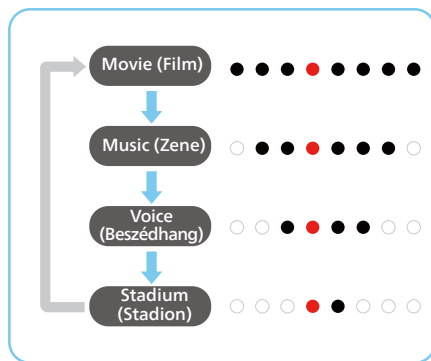 Movie (Film)
Music (Zene)
Voice
(Beszédhang)
Stadium
(Stadion)